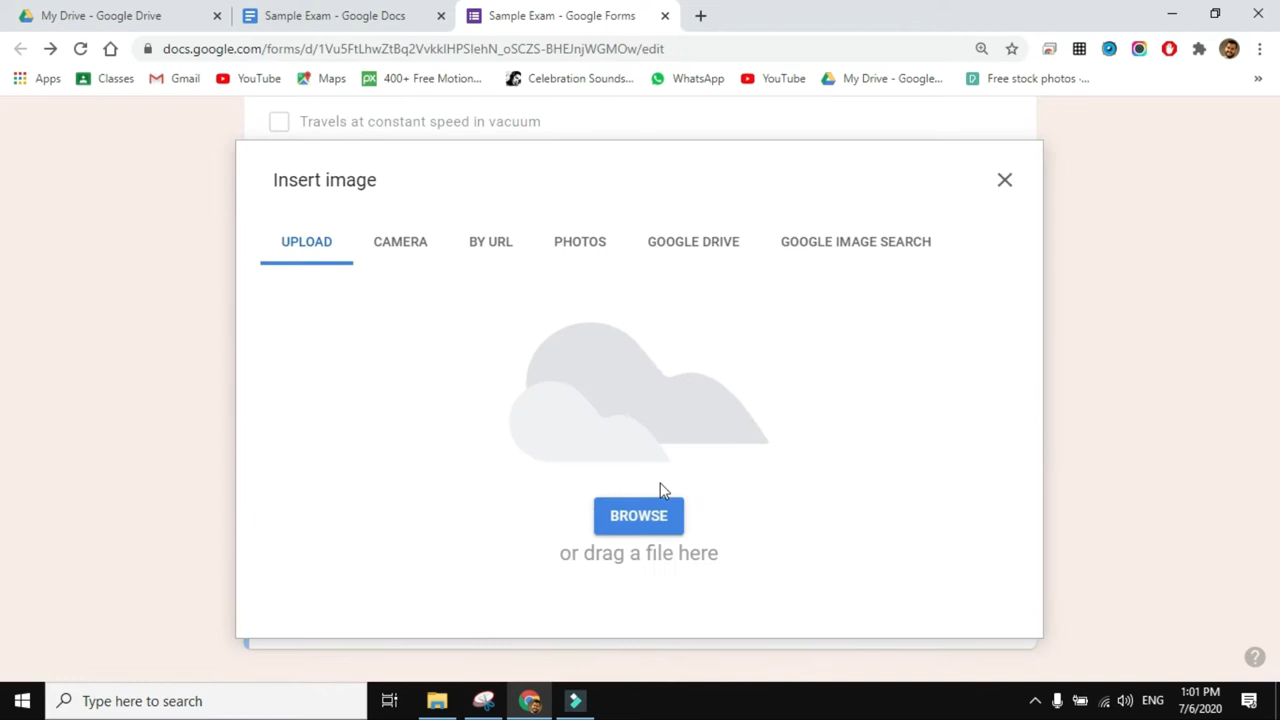 My Drive - Google Drive
Sample Exam - Google Docs
Sample Exam - Google Forms
docs.google.com/forms/d/1Vu5FtLhwZtBq2VvkklHPSlehN_oSCZS-BHEJnjWGMOw/edit
Apps
Classes
Gmail
YouTube
Maps
400+ Free Motion...
Celebration Sounds...
WhatsApp
YouTube
My Drive - Google...
Free stock photos -...
Travels at constant speed in vacuum
Insert image
UPLOAD
CAMERA
BY URL
PHOTOS
GOOGLE DRIVE
GOOGLE IMAGE SEARCH
BROWSE
or drag a file here
Type here to search
ENG
1:01 PM
7/6/2020